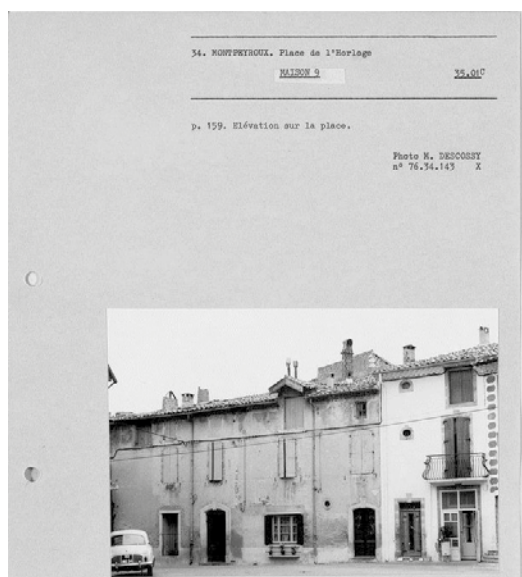 34. MONTPEYROUX. Place de l'Horloge
MAISON 9
35.01C
p. 159. Elévation sur la place.
Photo M. DESCOSSY
n° 76.34.143 X